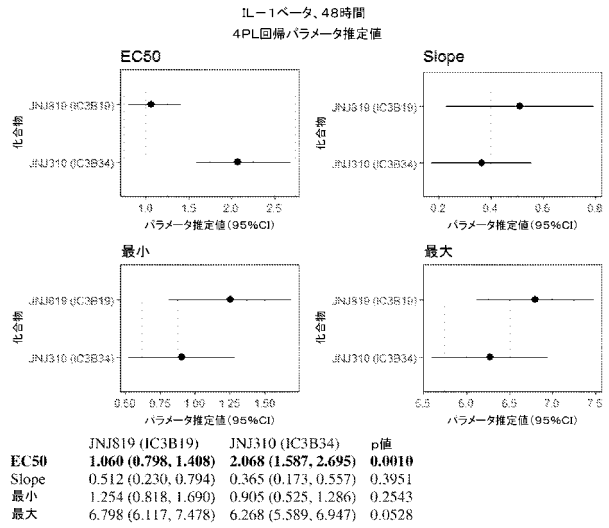 IL－1ベータ、48時間
4PL回帰パラメータ推定値
EC50
JNJ819 (IC3B19)
化合物
JNJ310 (IC3B34)
1.0 1.5 2.0 2.5
パラメータ推定値(95%CI)
Slope
JNJ819 (IC3B19)
化合物
JNJ310 (IC3B34)
0.2 0.4 0.6 0.8
パラメータ推定値(95%CI)
最小
JNJ819 (IC3B19)
化合物
JNJ310 (IC3B34)
0.50 0.75 1.00 1.25 1.50
パラメータ推定値(95%CI)
最大
JNJ819 (IC3B19)
化合物
JNJ310 (IC3B34)
5.5 6.0 6.5 7.0 7.5
パラメータ推定値(95%CI)
JNJ819 (IC3B19) JNJ310 (IC3B34) p値
EC50 1.060 (0.798, 1.408) 2.068 (1.587, 2.695) 0.0010
Slope 0.512 (0.230, 0.794) 0.365 (0.173, 0.557) 0.3951
最小 1.254 (0.818, 1.690) 0.905 (0.525, 1.286) 0.2543
最大 6.798 (6.117, 7.478) 6.268 (5.589, 6.947) 0.0528